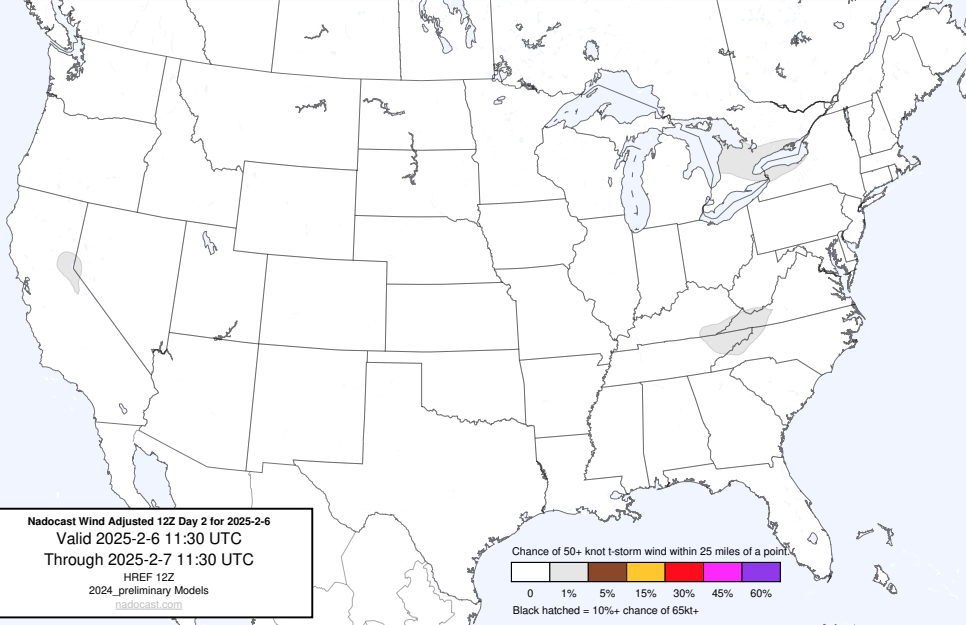 Nadocast Wind Adjusted 12Z Day 2 for 2025-2-6
Valid 2025-2-6 11:30 UTC
Through 2025-2-7 11:30 UTC
HREF 12Z
2024_preliminary Models
nadocast.com
Chance of 50+ knot t-storm wind within 25 miles of a point.
0 1% 5% 15% 30% 45% 60%
Black hatched = 10%+ chance of 65kt+